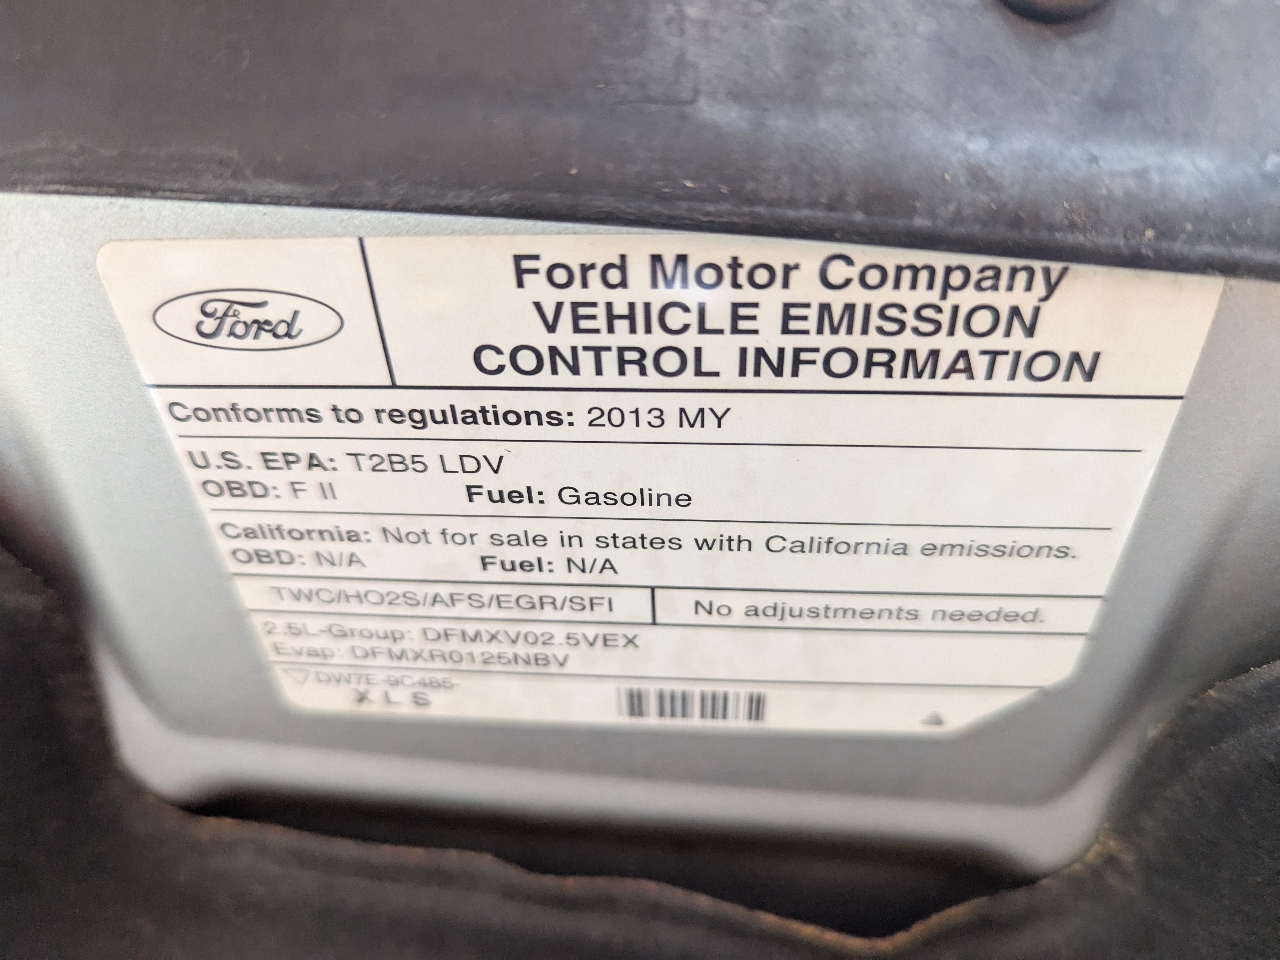 Ford
Ford Motor Company
VEHICLE EMISSION
CONTROL INFORMATION
Conforms to regulations: 2013 MY
U.S. EPA: T2B5 LDV
OBD: F II Fuel: Gasoline
California: Not for sale in states with California emissions.
OBD: N/A Fuel: N/A
TWC/HO2S/AFS/EGR/SFI
No adjustments needed.
2.5L-Group: DFMXV02.5VEX
Evap: DFMXR0125NBV
DW7E-9C485-
X L S